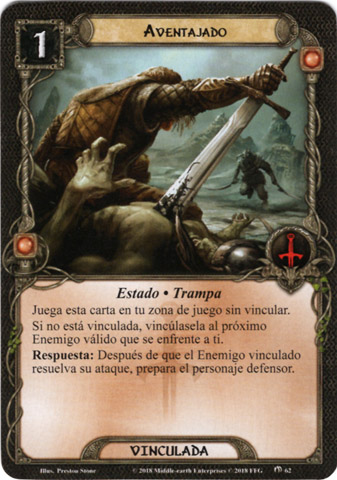 1
AVENTAJADO
Estado • Trampa
Juega esta carta en tu zona de juego sin vincular.
Si no está vinculada, vincúlasela al próximo
Enemigo válido que se enfrente a ti.
Respuesta: Después de que el Enemigo vinculado
resuelva su ataque, prepara el personaje defensor.
VINCULADA
Illus. Preston Stone © 2018 Middle-earth Enterprises © 2018 FFG 62